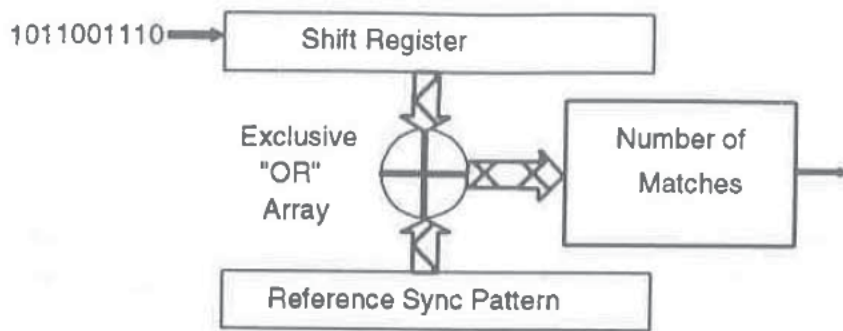 1011001110
Shift Register
Exclusive
"OR"
Array
Number of
Matches
Reference Sync Pattern